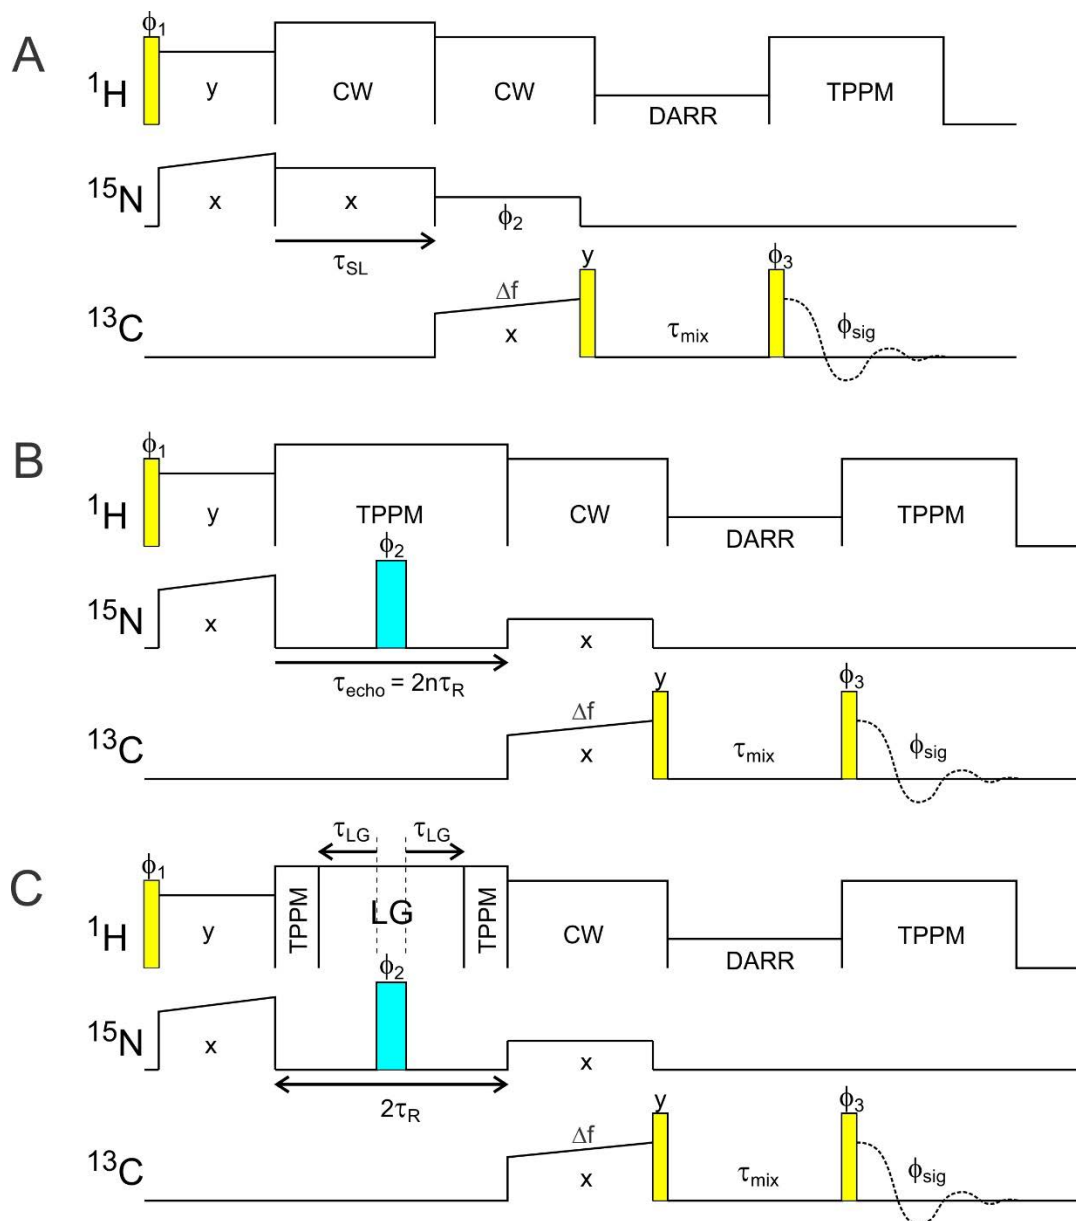 A
ϕ1
1H
y
CW
CW
DARR
TPPM
15N
x
x
ϕ2
τSL
13C
Δf
x
y
τmix
ϕ3
ϕsig
B
ϕ1
1H
y
TPPM
CW
DARR
TPPM
ϕ2
15N
x
x
τecho = 2nτR
13C
Δf
x
y
τmix
ϕ3
ϕsig
C
ϕ1
τLG
τLG
1H
y
TPPM
LG
TPPM
CW
DARR
TPPM
ϕ2
15N
x
x
2τR
13C
Δf
x
y
τmix
ϕ3
ϕsig